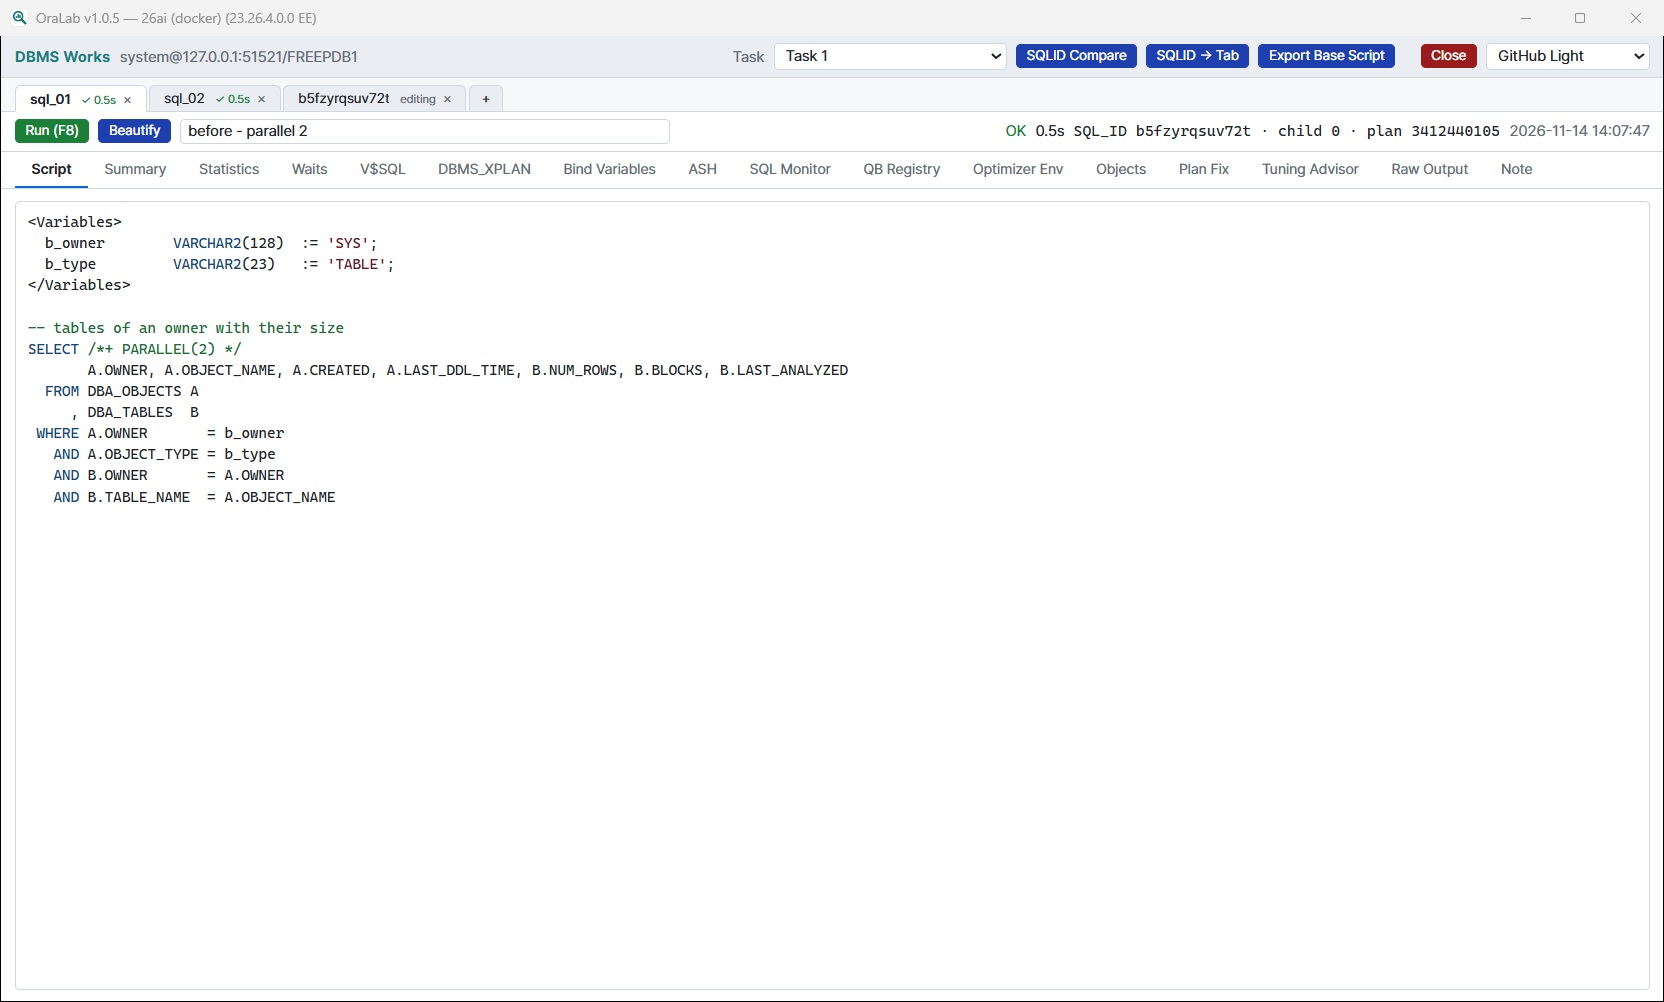 OraLab v1.0.5 — 26ai (docker) (23.26.4.0.0 EE)
DBMS Works system@127.0.0.1:51521/FREEPDB1 Task Task 1 SQLID Compare SQLID → Tab Export Base Script Close GitHub Light
sql_01 ✓ 0.5s × sql_02 ✓ 0.5s × b5fzyrqsuv72t editing × +
Run (F8) Beautify before - parallel 2 OK 0.5s SQL_ID b5fzyrqsuv72t · child 0 · plan 3412440105 2026-11-14 14:07:47
Script Summary Statistics Waits V$SQL DBMS_XPLAN Bind Variables ASH SQL Monitor QB Registry Optimizer Env Objects Plan Fix Tuning Advisor Raw Output Note
<Variables>
  b_owner        VARCHAR2(128)  := 'SYS';
  b_type         VARCHAR2(23)   := 'TABLE';
</Variables>
-- tables of an owner with their size
SELECT /*+ PARALLEL(2) */
       A.OWNER, A.OBJECT_NAME, A.CREATED, A.LAST_DDL_TIME, B.NUM_ROWS, B.BLOCKS, B.LAST_ANALYZED
  FROM DBA_OBJECTS A
     , DBA_TABLES  B
 WHERE A.OWNER       = b_owner
   AND A.OBJECT_TYPE = b_type
   AND B.OWNER       = A.OWNER
   AND B.TABLE_NAME  = A.OBJECT_NAME